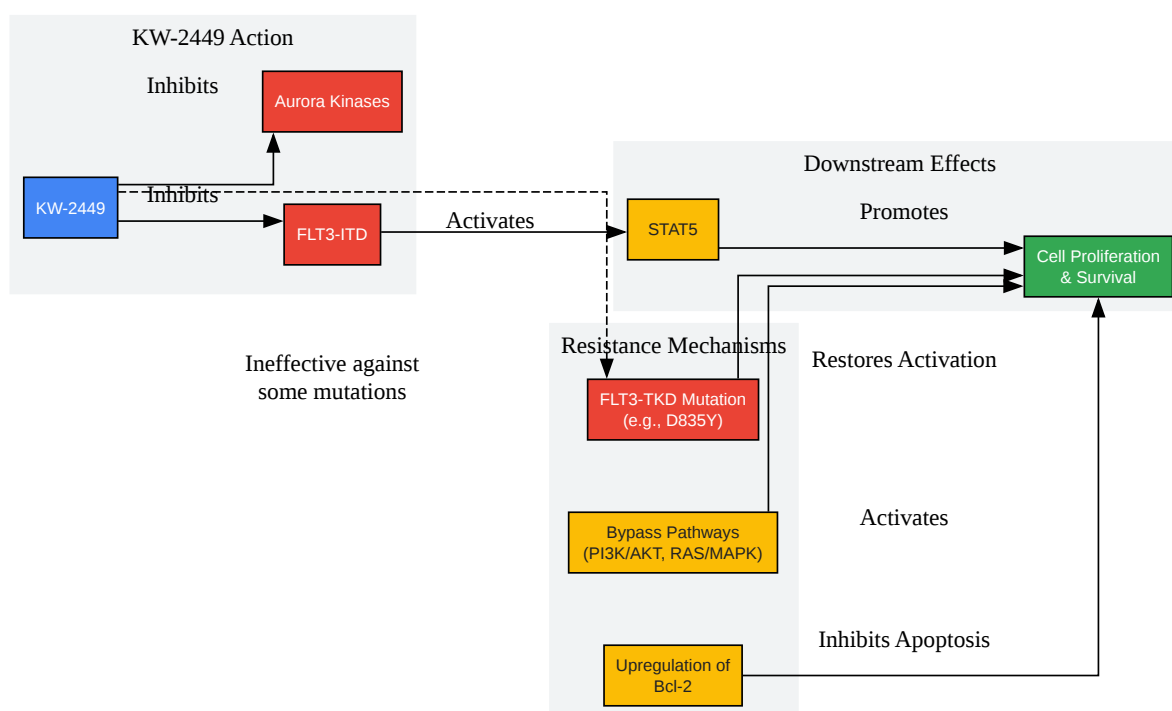 KW-2449 Action
Inhibits
Aurora Kinases
KW-2449
Inhibits
FLT3-ITD
Activates
Downstream Effects
STAT5
Promotes
Cell Proliferation
& Survival
Ineffective against
some mutations
Resistance Mechanisms
Restores Activation
FLT3-TKD Mutation
(e.g., D835Y)
Bypass Pathways
(PI3K/AKT, RAS/MAPK)
Activates
Inhibits Apoptosis
Upregulation of
Bcl-2